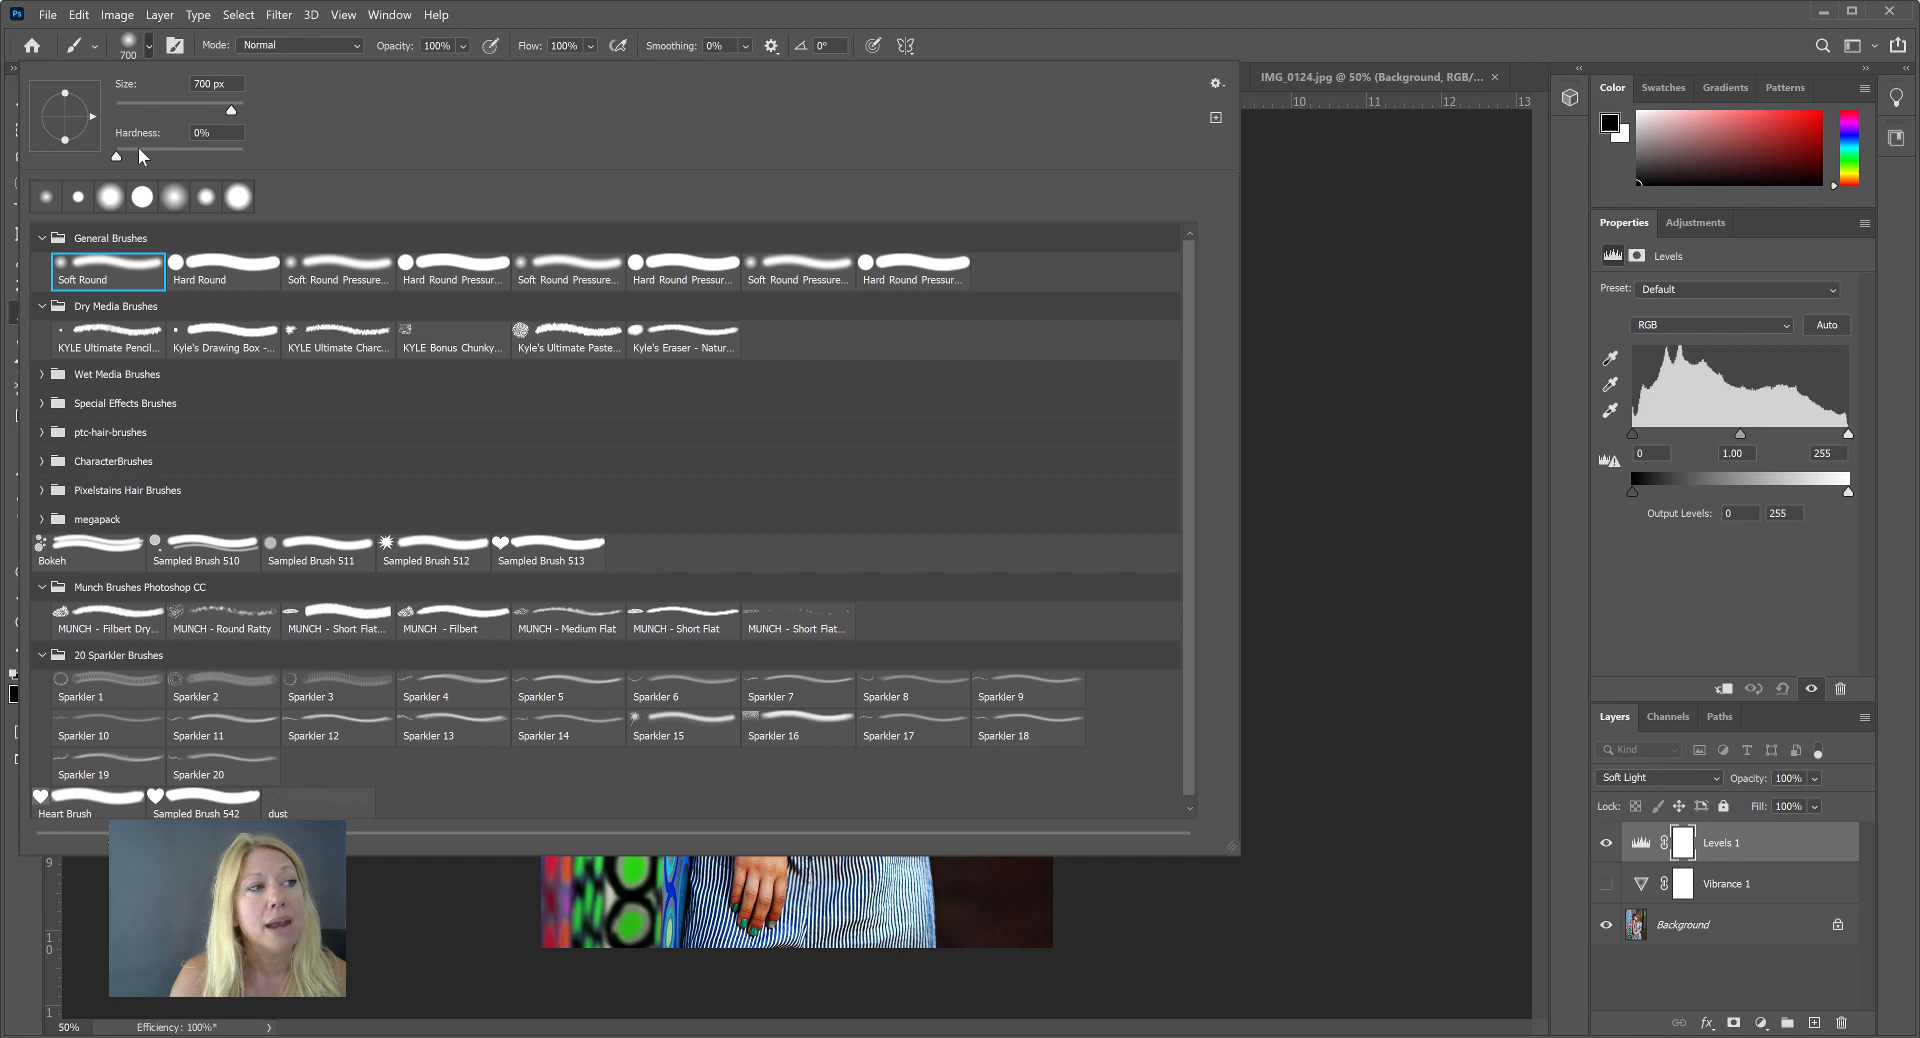 Ps File Edit Image Layer Type Select Filter 3D View Window Help
700 Mode: Normal Opacity: 100% Flow: 100% Smoothing: 0% 0°
Size: 700 px
Hardness: 0%
General Brushes
Soft Round Hard Round Soft Round Pressure... Hard Round Pressur... Soft Round Pressure... Hard Round Pressur... Soft Round Pressure... Hard Round Pressur...
Dry Media Brushes
KYLE Ultimate Pencil... Kyle's Drawing Box -... KYLE Ultimate Charc... KYLE Bonus Chunky... Kyle's Ultimate Paste... Kyle's Eraser - Natur...
Wet Media Brushes
Special Effects Brushes
ptc-hair-brushes
CharacterBrushes
Pixelstains Hair Brushes
megapack
Bokeh Sampled Brush 510 Sampled Brush 511 Sampled Brush 512 Sampled Brush 513
Munch Brushes Photoshop CC
MUNCH - Filbert Dry... MUNCH - Round Ratty MUNCH - Short Flat... MUNCH - Filbert MUNCH - Medium Flat MUNCH - Short Flat MUNCH - Short Flat...
20 Sparkler Brushes
Sparkler 1 Sparkler 2 Sparkler 3 Sparkler 4 Sparkler 5 Sparkler 6 Sparkler 7 Sparkler 8 Sparkler 9
Sparkler 10 Sparkler 11 Sparkler 12 Sparkler 13 Sparkler 14 Sparkler 15 Sparkler 16 Sparkler 17 Sparkler 18
Sparkler 19 Sparkler 20
Heart Brush Sampled Brush 542 dust
IMG_0124.jpg @ 50% (Background, RGB/...
10 11 12 13
9
1
0
1
50% Efficiency: 100%*
Color Swatches Gradients Patterns
Properties Adjustments
Levels
Preset: Default
RGB Auto
0 1.00 255
Output Levels: 0 255
Layers Channels Paths
Kind
Soft Light Opacity: 100%
Lock: Fill: 100%
Levels 1
Vibrance 1
Background
fx